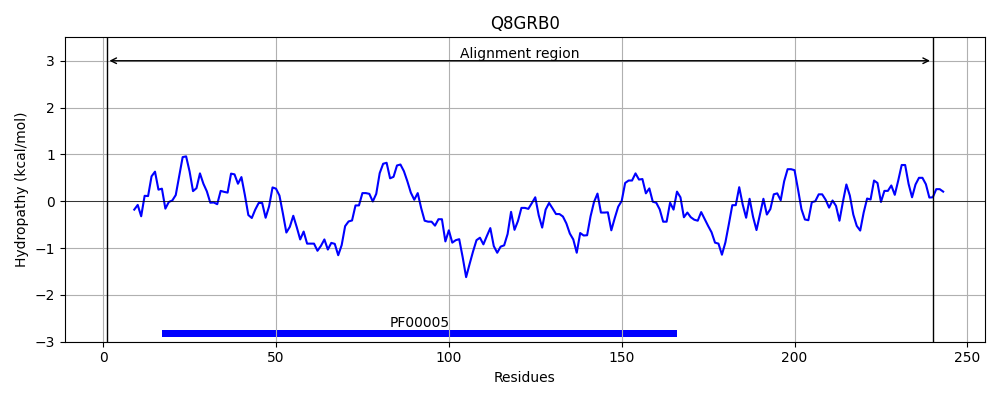 Q8GRB0
Alignment region
Hydropathy (kcal/mol)
3
2
1
0
−1
−2
−3
PF00005
0
50
100
150
200
250
Residues